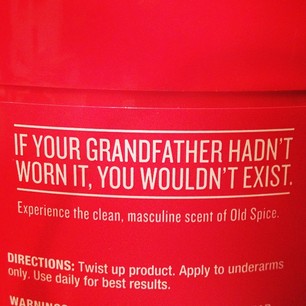 IF YOUR GRANDFATHER HADN'T
WORN IT, YOU WOULDN'T EXIST.
Experience the clean, masculine scent of Old Spice.
DIRECTIONS: Twist up product. Apply to underarms
only. Use daily for best results.
WARNINGS: